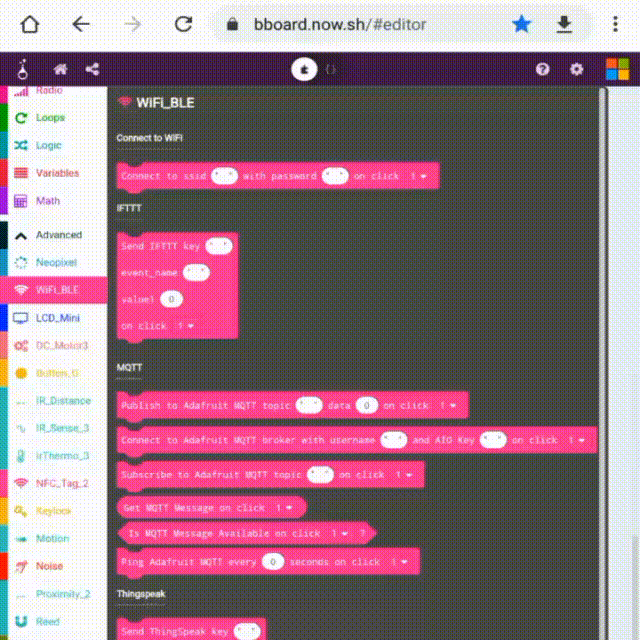 bboard.now.sh/#editor
{}
Radio
Loops
Logic
Variables
Math
Advanced
Neopixel
WiFi_BLE
LCD_Mini
DC_Motor3
Button_G
IR_Distance
IR_Sense_3
irThermo_3
NFC_Tag_2
Keylock
Motion
Noise
Proximity_2
Reed
WiFi_BLE
Connect to WiFi
Connect to ssid " " with password " " on click 1
IFTTT
Send IFTTT key " "
event_name " "
value1 0
on click 1
MQTT
Publish to Adafruit MQTT topic " " data 0 on click 1
Connect to Adafruit MQTT broker with username " " and AIO Key " " on click 1
Subscribe to Adafruit MQTT topic " " on click 1
Get MQTT Message on click 1
Is MQTT Message Available on click 1 ?
Ping Adafruit MQTT every 0 seconds on click 1
Thingspeak
Send ThingSpeak key " "